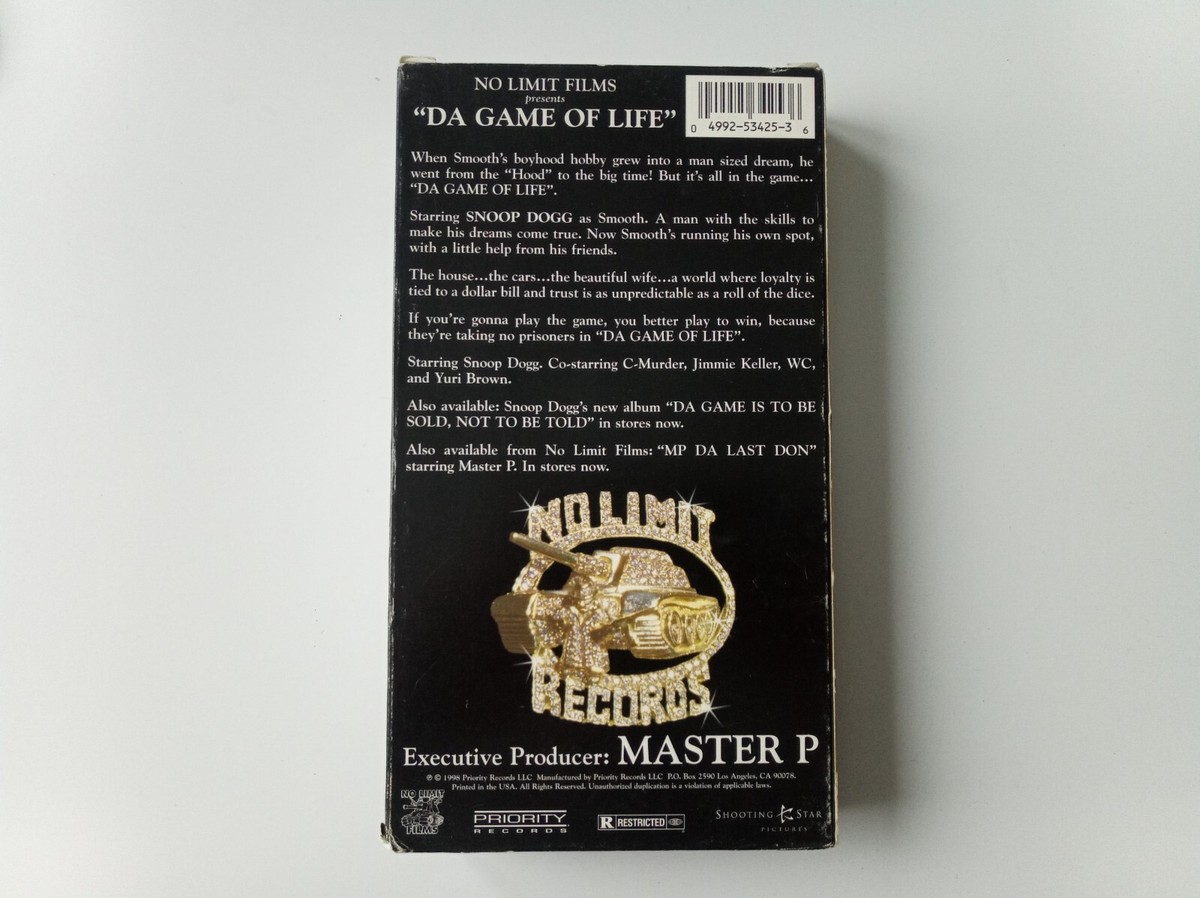 NO LIMIT FILMS
presents
“DA GAME OF LIFE”
0 4992-53425-3 6
When Smooth’s boyhood hobby grew into a man sized dream, he
went from the “Hood” to the big time! But it’s all in the game...
“DA GAME OF LIFE”.
Starring SNOOP DOGG as Smooth. A man with the skills to
make his dreams come true. Now Smooth’s running his own spot,
with a little help from his friends.
The house...the cars...the beautiful wife...a world where loyalty is
tied to a dollar bill and trust is as unpredictable as a roll of the dice.
If you’re gonna play the game, you better play to win, because
they’re taking no prisoners in “DA GAME OF LIFE”.
Starring Snoop Dogg. Co-starring C-Murder, Jimmie Keller, WC,
and Yuri Brown.
Also available: Snoop Dogg’s new album “DA GAME IS TO BE
SOLD, NOT TO BE TOLD” in stores now.
Also available from No Limit Films: “MP DA LAST DON”
starring Master P. In stores now.
NO LIMIT
RECORDS
Executive Producer: MASTER P
℗ © 1998 Priority Records LLC Manufactured by Priority Records LLC P.O. Box 2590 Los Angeles, CA 90078.
Printed in the USA. All Rights Reserved. Unauthorized duplication is a violation of applicable laws.
NO LIMIT
FILMS
PRIORITY
RECORDS
R RESTRICTED
SHOOTING STAR
PICTURES